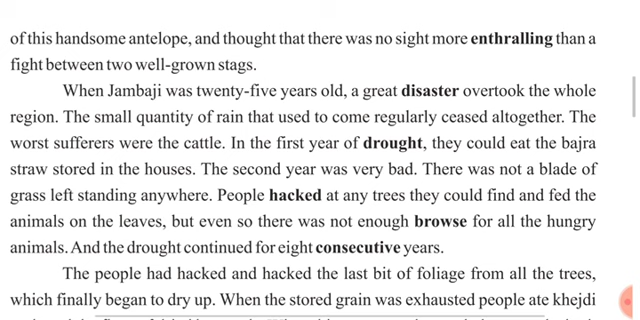 of this handsome antelope, and thought that there was no sight more enthralling than a
fight between two well-grown stags.
When Jambaji was twenty-five years old, a great disaster overtook the whole
region. The small quantity of rain that used to come regularly ceased altogether. The
worst sufferers were the cattle. In the first year of drought, they could eat the bajra
straw stored in the houses. The second year was very bad. There was not a blade of
grass left standing anywhere. People hacked at any trees they could find and fed the
animals on the leaves, but even so there was not enough browse for all the hungry
animals. And the drought continued for eight consecutive years.
The people had hacked and hacked the last bit of foliage from all the trees,
which finally began to dry up. When the stored grain was exhausted people ate khejdi